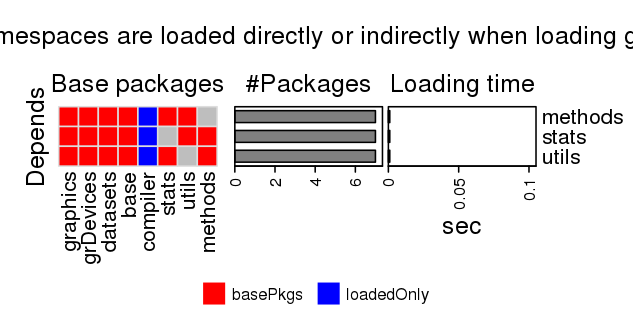 mespaces are loaded directly or indirectly when loading g
Base packages
#Packages
Loading time
Depends
methods
stats
utils
graphics
grDevices
datasets
base
compiler
stats
utils
methods
0
2
4
6
0
0.05
0.1
sec
basePkgs
loadedOnly